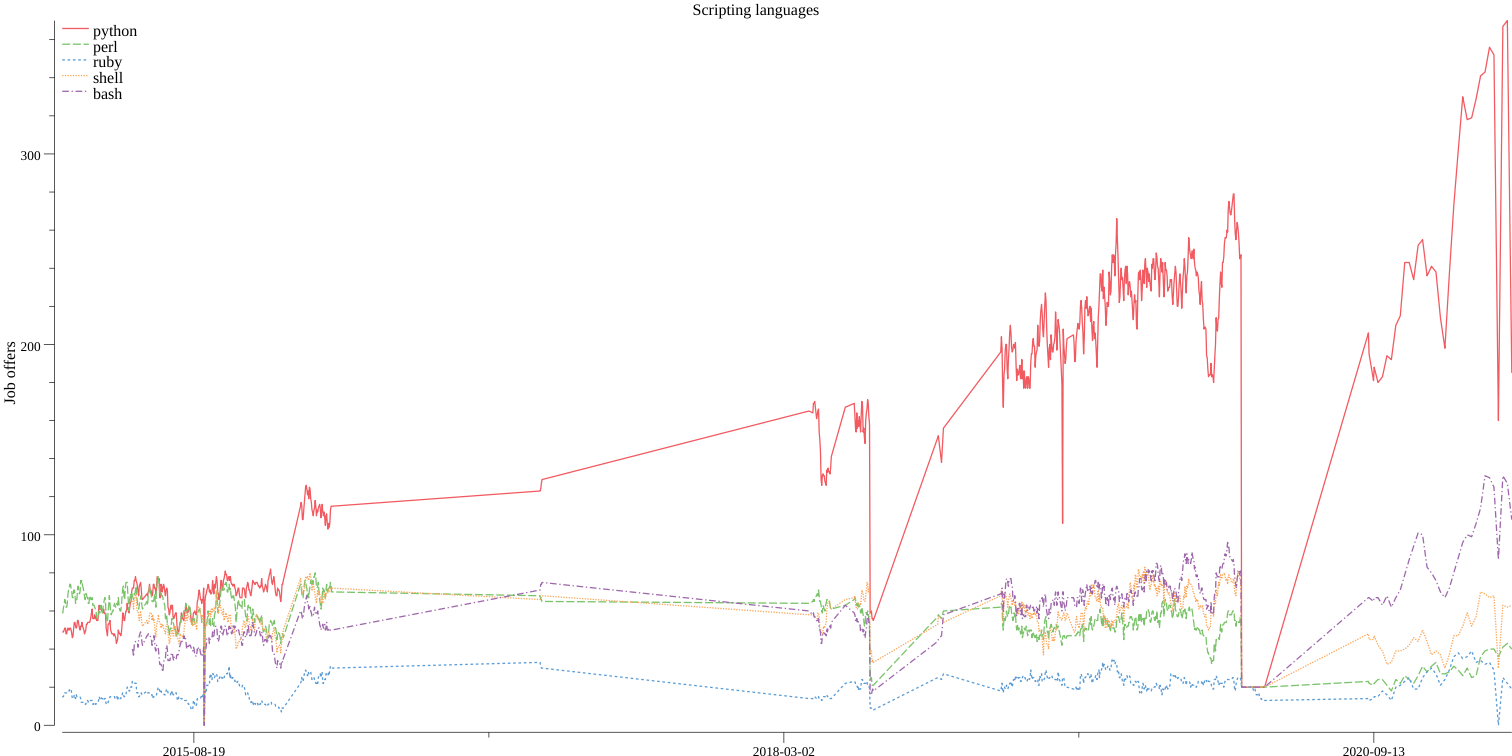 Scripting languages
python
perl
ruby
shell
bash
300
200
100
0
Job offers
2015-08-19
2018-03-02
2020-09-13